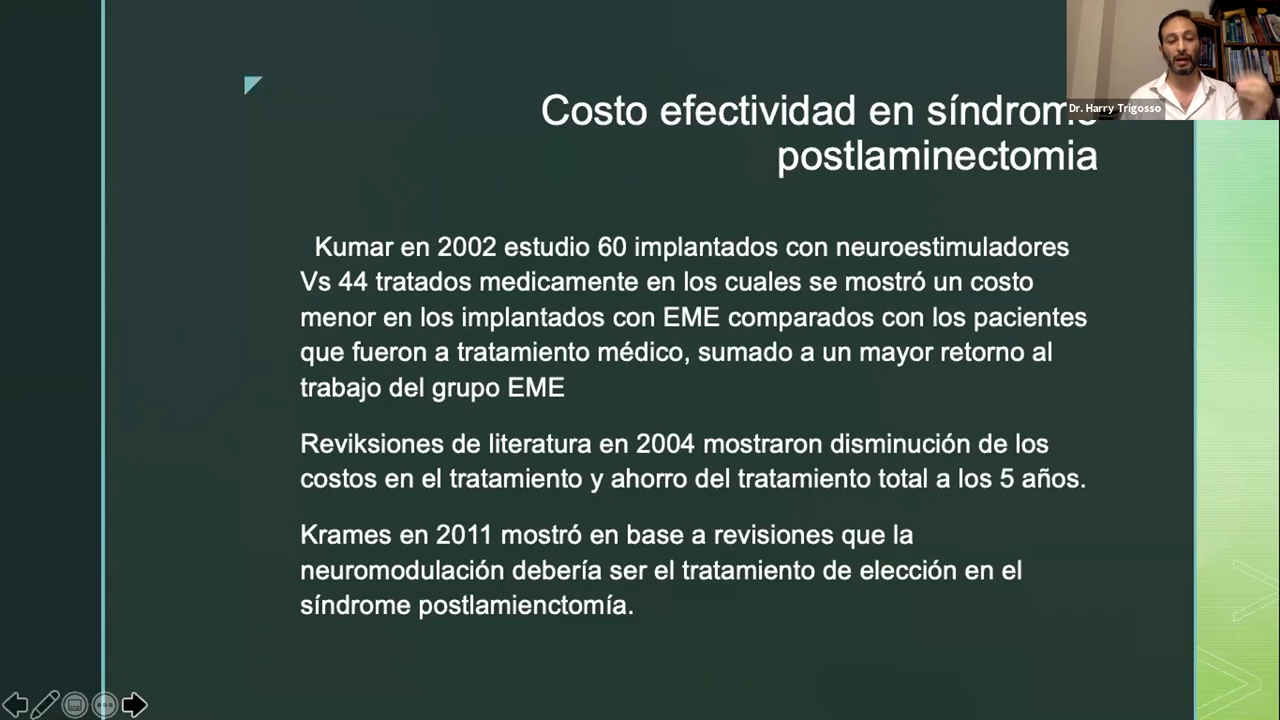 Costo efectividad en síndrome
postlaminectomia
Dr. Harry Trigosso
Kumar en 2002 estudio 60 implantados con neuroestimuladores
Vs 44 tratados medicamente en los cuales se mostró un costo
menor en los implantados con EME comparados con los pacientes
que fueron a tratamiento médico, sumado a un mayor retorno al
trabajo del grupo EME
Reviksiones de literatura en 2004 mostraron disminución de los
costos en el tratamiento y ahorro del tratamiento total a los 5 años.
Krames en 2011 mostró en base a revisiones que la
neuromodulación debería ser el tratamiento de elección en el
síndrome postlamienctomía.